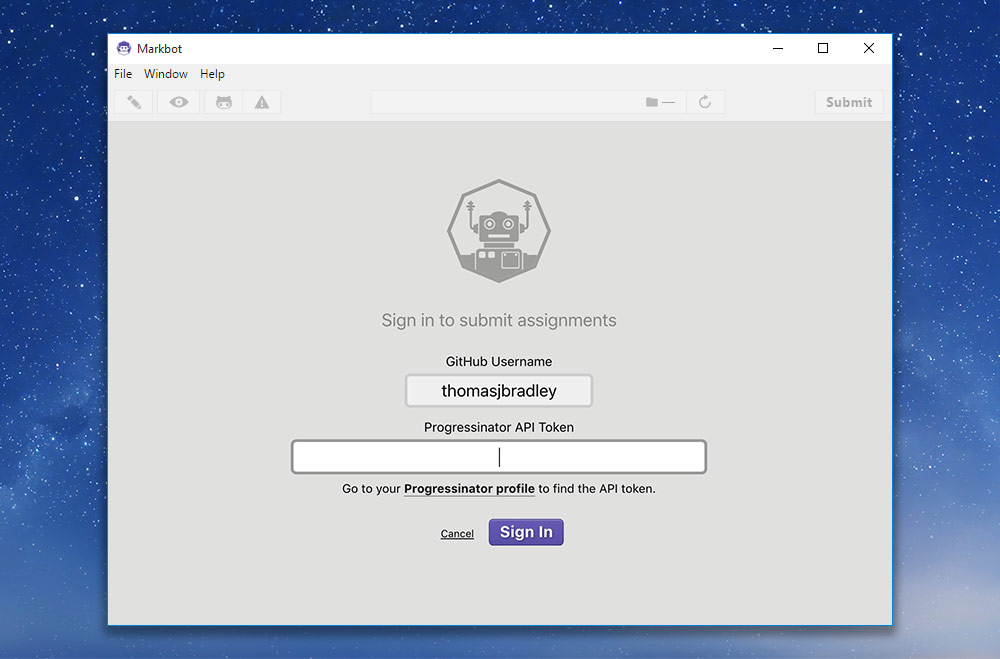 Markbot
File Window Help
Submit
Sign in to submit assignments
GitHub Username
thomasjbradley
Progressinator API Token
Go to your Progressinator profile to find the API token.
Cancel Sign In